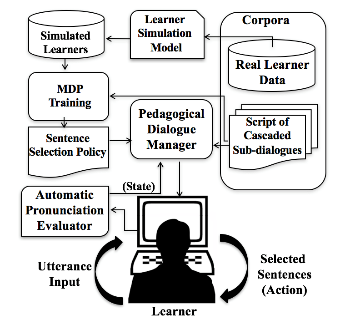 Simulated
Learners
Learner
Simulation
Model
Corpora
Real Learner
Data
MDP
Training
Pedagogical
Dialogue
Manager
Script of
Cascaded
Sub-dialogues
Sentence
Selection Policy
(State)
Automatic
Pronunciation
Evaluator
Utterance
Input
Selected
Sentences
(Action)
Learner